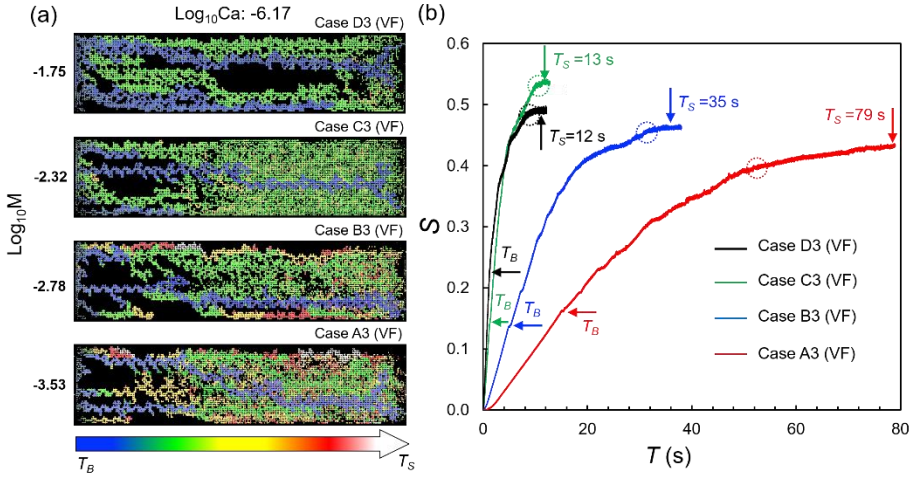 (a)
Log10Ca: -6.17
Case D3 (VF)
-1.75
Case C3 (VF)
-2.32
Case B3 (VF)
-2.78
Case A3 (VF)
-3.53
Log10M
TB
TS
(b)
0.6
0.5
0.4
0.3
0.2
0.1
0.0
S
TS =13 s
TS=12 s
TS =35 s
TS=79 s
TB
TB
TB
TB
Case D3 (VF)
Case C3 (VF)
Case B3 (VF)
Case A3 (VF)
0
20
40
60
80
T (s)